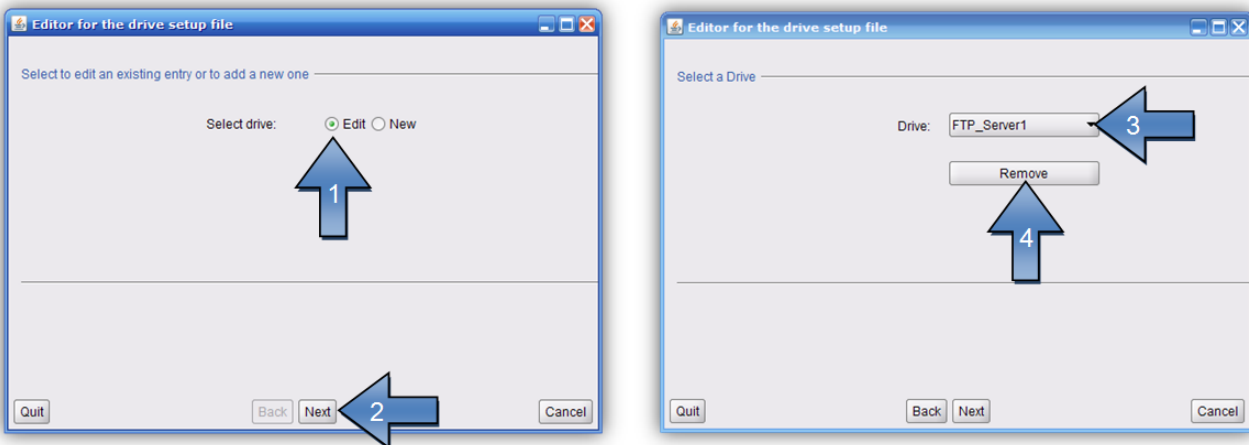 Editor for the drive setup file
Select to edit an existing entry or to add a new one
Select drive: Edit New
1
2
Quit Back Next Cancel
Editor for the drive setup file
Select a Drive
Drive: FTP_Server1
3
Remove
4
Quit Back Next Cancel